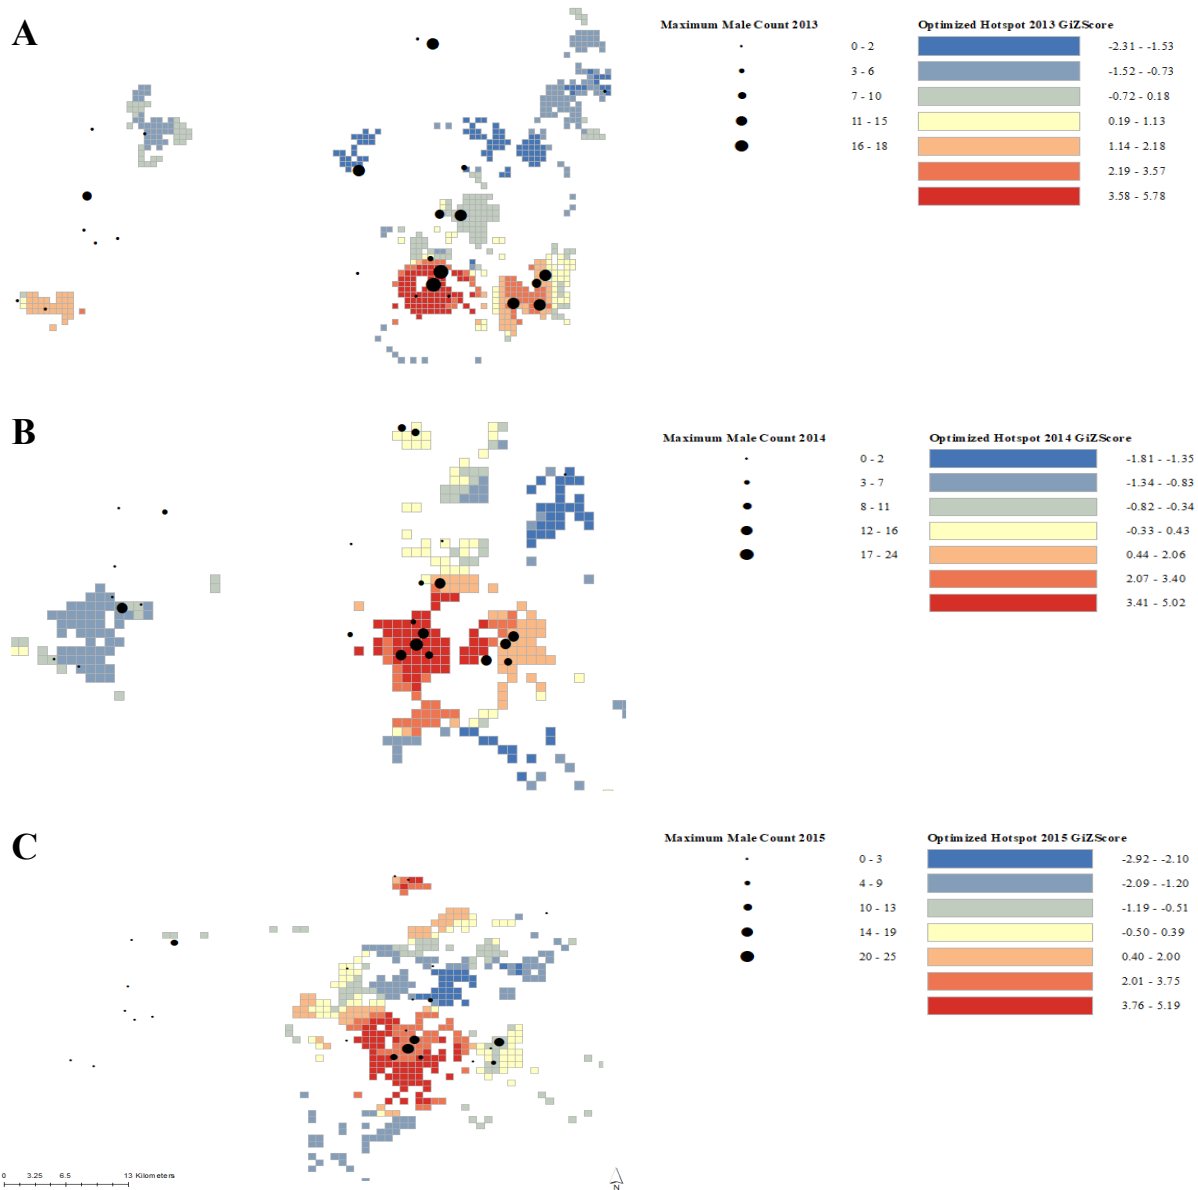 A
Maximum Male Count 2013
0 - 2
3 - 6
7 - 10
11 - 15
16 - 18
Optimized Hotspot 2013 GiZScore
-2.31 - -1.53
-1.52 - -0.73
-0.72 - 0.18
0.19 - 1.13
1.14 - 2.18
2.19 - 3.57
3.58 - 5.78
B
Maximum Male Count 2014
0 - 2
3 - 7
8 - 11
12 - 16
17 - 24
Optimized Hotspot 2014 GiZScore
-1.81 - -1.35
-1.34 - -0.83
-0.82 - -0.34
-0.33 - 0.43
0.44 - 2.06
2.07 - 3.40
3.41 - 5.02
C
Maximum Male Count 2015
0 - 3
4 - 9
10 - 13
14 - 19
20 - 25
Optimized Hotspot 2015 GiZScore
-2.92 - -2.10
-2.09 - -1.20
-1.19 - -0.51
-0.50 - 0.39
0.40 - 2.00
2.01 - 3.75
3.76 - 5.19
0 3.25 6.5 13 Kilometers
N